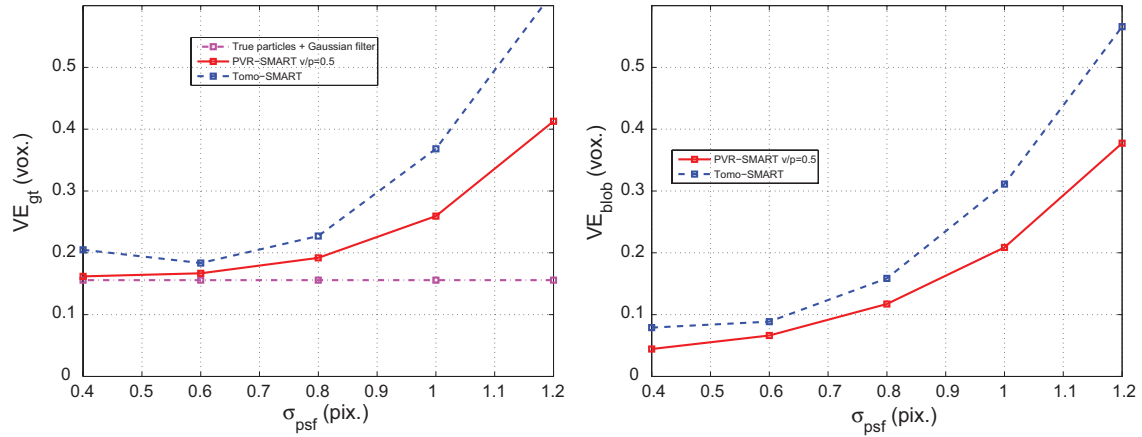 True particles + Gaussian filter
PVR−SMART v/p=0.5
Tomo−SMART
0.5
0.4
0.3
0.2
0.1
0
VE_gt (vox.)
0.4 0.5 0.6 0.7 0.8 0.9 1 1.1 1.2
σ_psf (pix.)
PVR−SMART v/p=0.5
Tomo−SMART
0.5
0.4
0.3
0.2
0.1
0
VE_blob (vox.)
0.4 0.5 0.6 0.7 0.8 0.9 1 1.1 1.2
σ_psf (pix.)